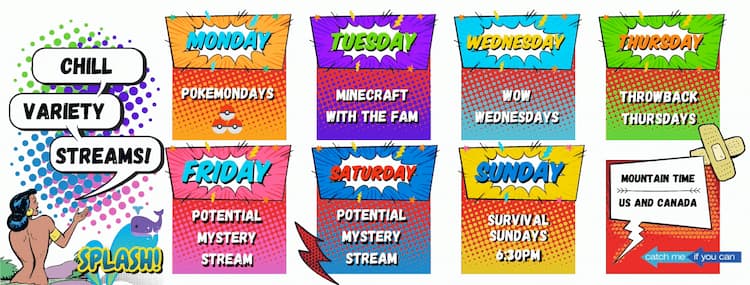 CHILL
VARIETY
STREAMS!
SPLASH!
MONDAY
POKEMONDAYS
TUESDAY
MINECRAFT
WITH THE FAM
WEDNESDAY
WOW
WEDNESDAYS
THURSDAY
THROWBACK
THURSDAYS
FRIDAY
POTENTIAL
MYSTERY
STREAM
SATURDAY
POTENTIAL
MYSTERY
STREAM
SUNDAY
SURVIVAL
SUNDAYS
6:30PM
MOUNTAIN TIME
US AND CANADA
catch me if you can